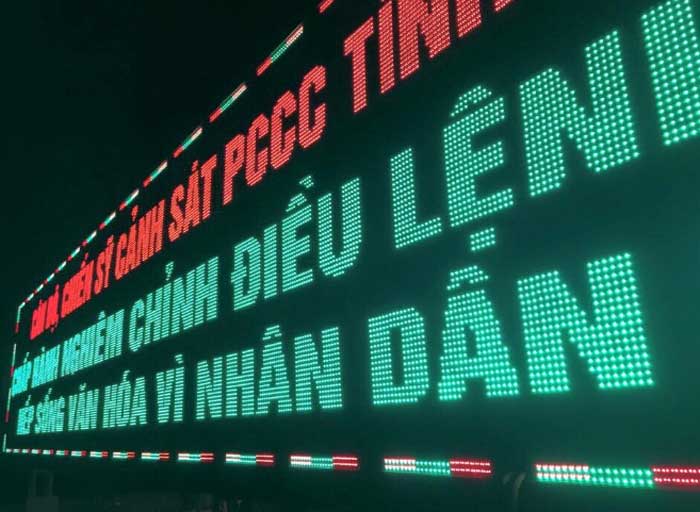 CÁN BỘ, CHIẾN SỸ CẢNH SÁT PCCC TỈNH
CHẤP HÀNH NGHIÊM CHỈNH ĐIỀU LỆNH
NẾP SỐNG VĂN HÓA VÌ NHÂN DÂN